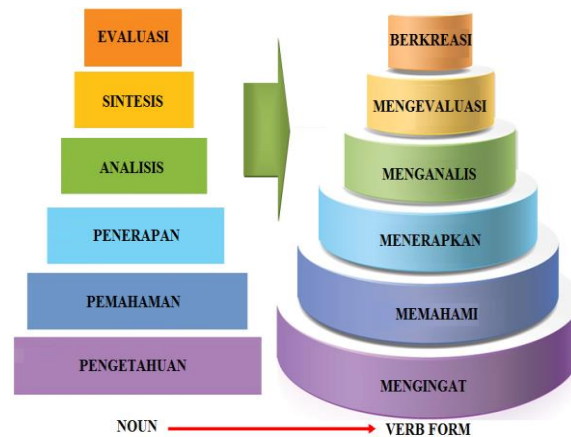 EVALUASI
SINTESIS
ANALISIS
PENERAPAN
PEMAHAMAN
PENGETAHUAN
BERKREASI
MENGEVALUASI
MENGANALIS
MENERAPKAN
MEMAHAMI
MENGINGAT
NOUN
VERB FORM